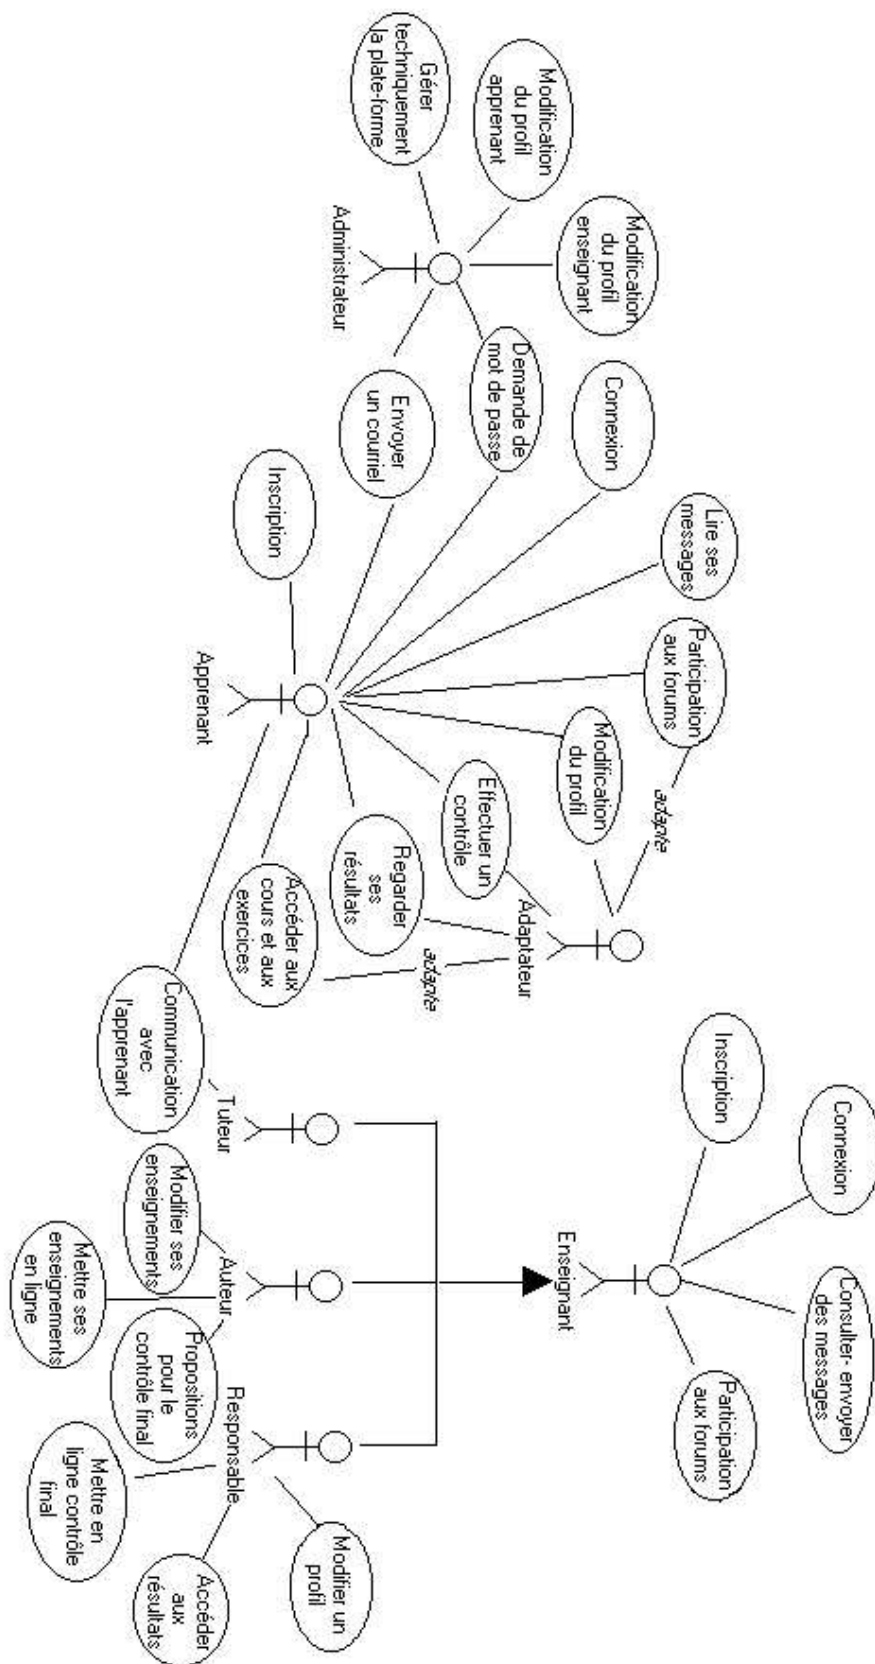 Gérer
techniquement
la plate-forme
Modification
du profil
apprenant
Modification
du profil
enseignant
Administrateur
Demande de
mot de passe
Envoyer
un courriel
Connexion
Inscription
Lire ses
messages
Participation
aux forums
Modification
du profil
adapte
Apprenant
Effectuer un
contrôle
Regarder
ses
résultats
Accéder aux
cours et aux
exercices
Adaptateur
adapte
Communication
avec
l'apprenant
Tuteur
Inscription
Connexion
Consulter- envoyer
des messages
Participation
aux forums
Enseignant
Modifier ses
enseignements
Auteur
Mettre ses
enseignements
en ligne
Propositions
pour le
contrôle final
Responsable
Mettre en
ligne contrôle
final
Accéder
aux
résultats
Modifier un
profil